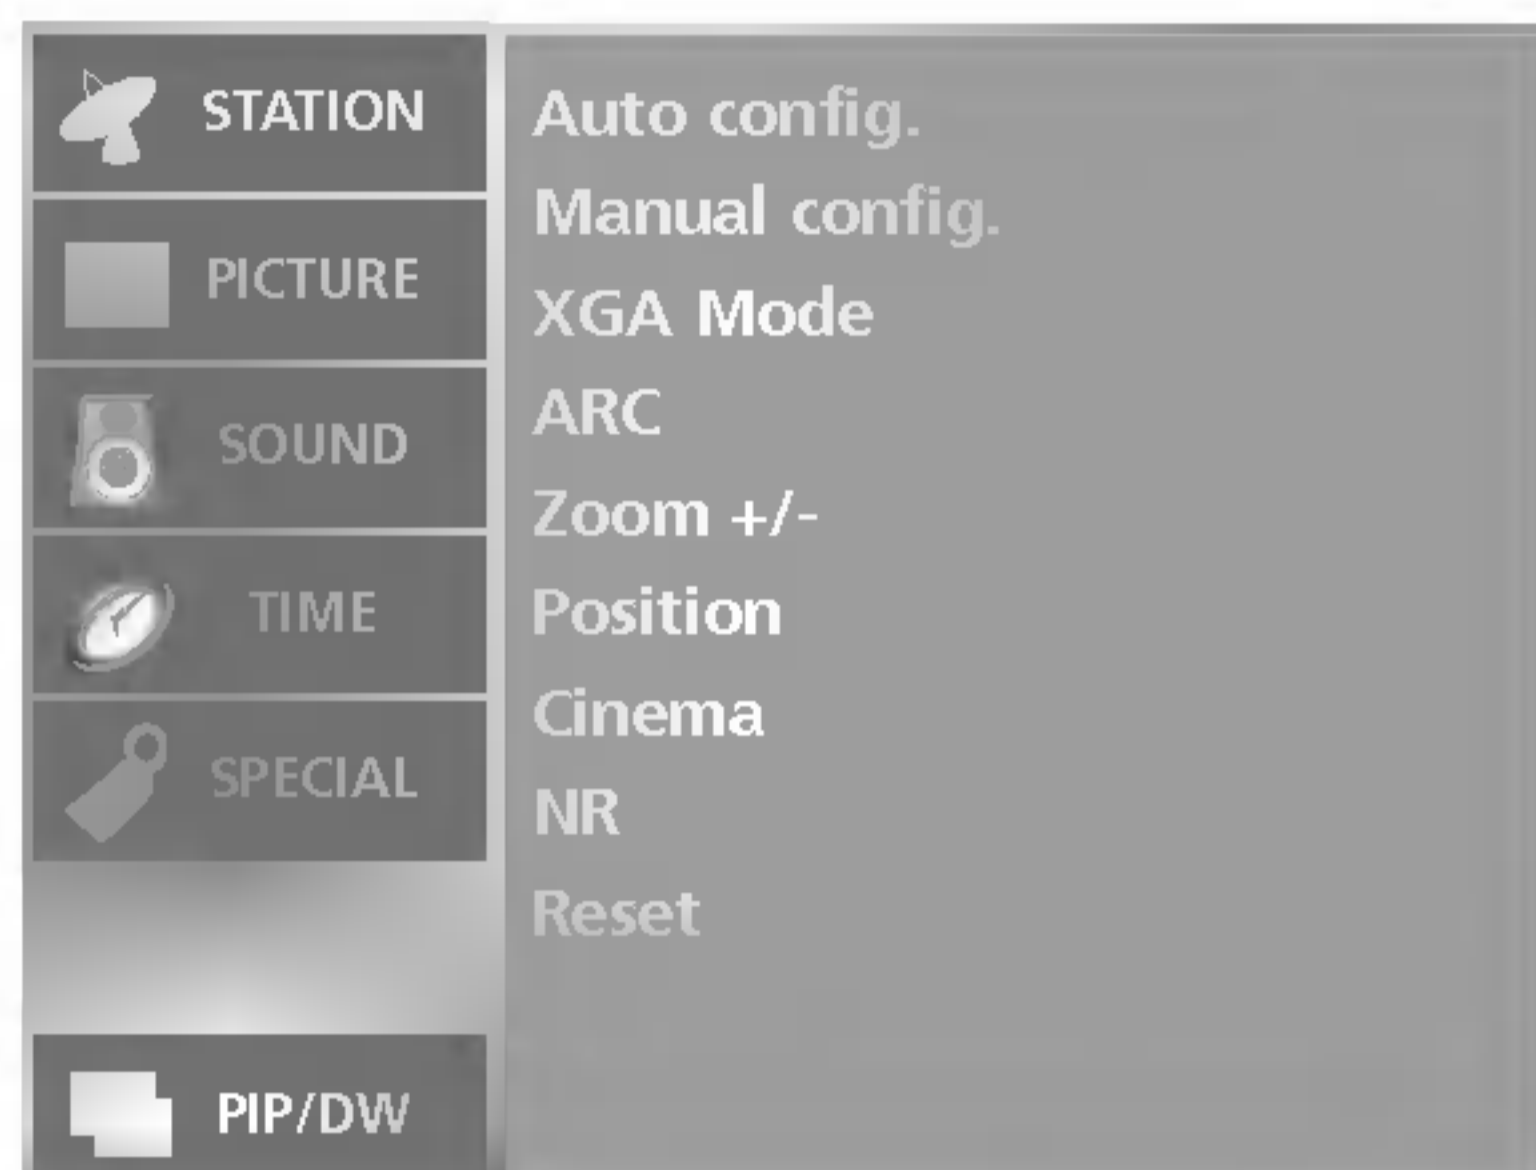 STATION
PICTURE
SOUND
TIME
SPECIAL
PIP/DW
Auto config.
Manual config.
XGA Mode
ARC
Zoom +/-
Position
Cinema
NR
Reset